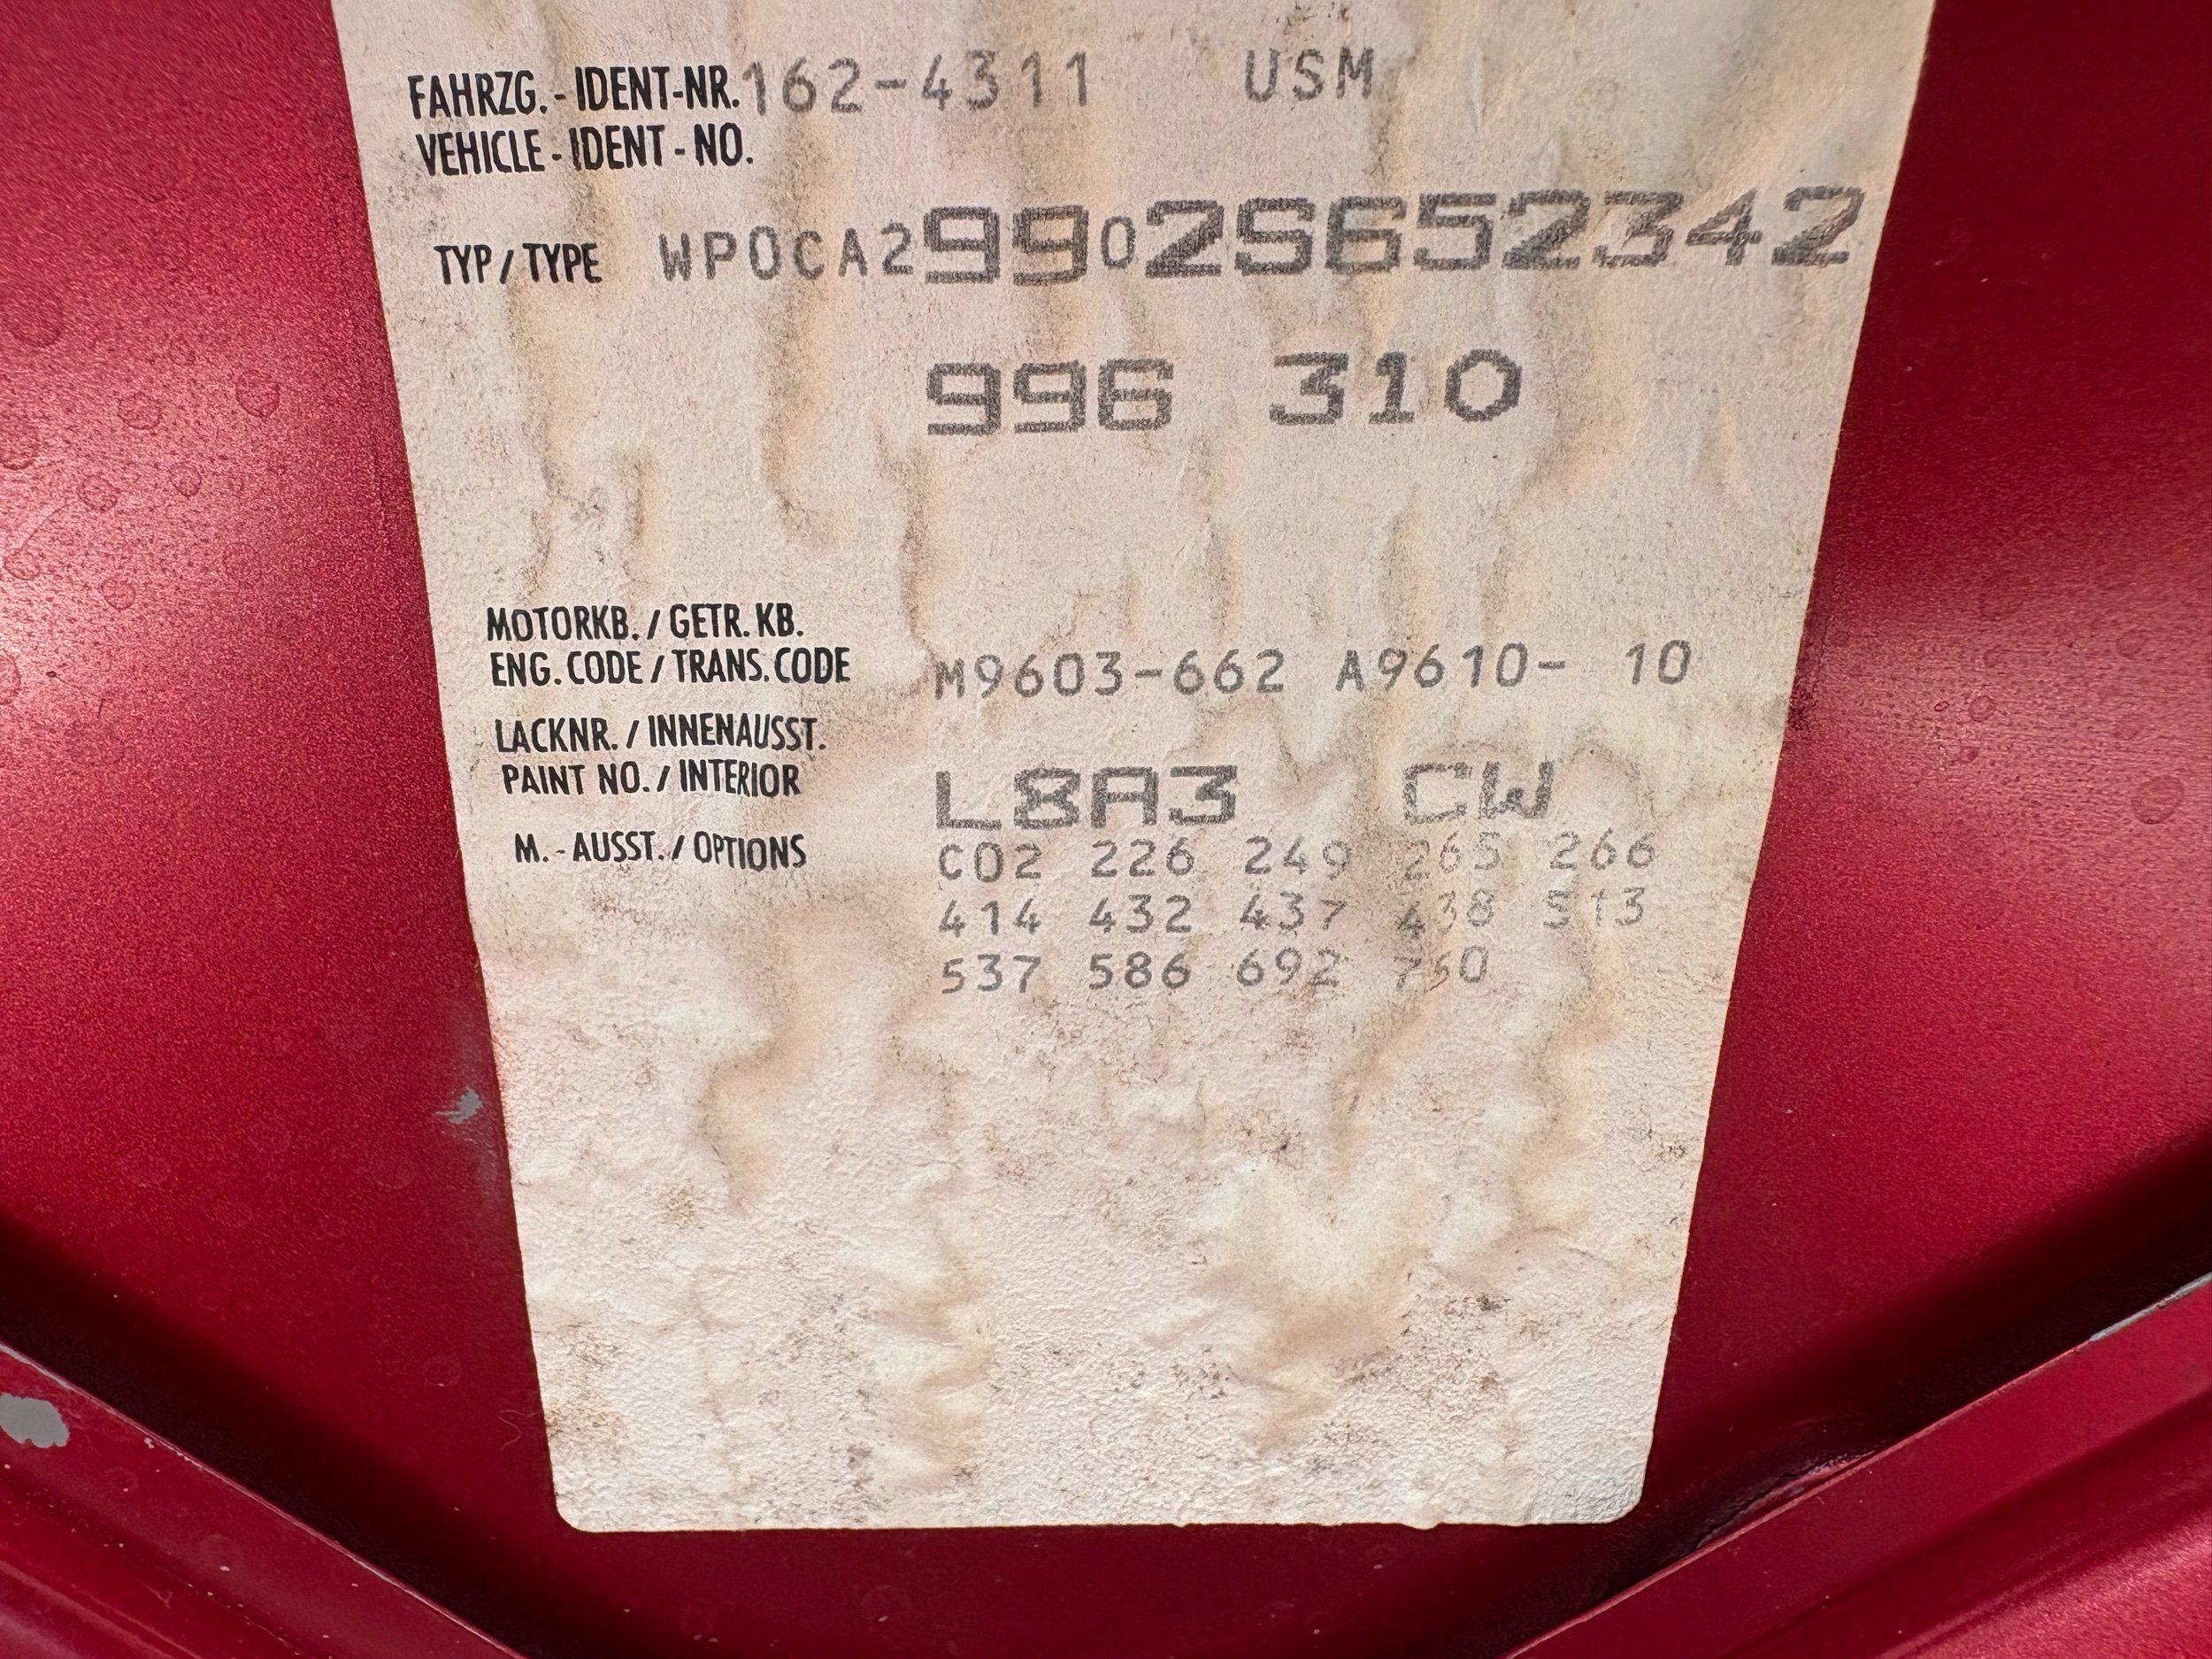 FAHRZG.-IDENT-NR. 162-4311 USM
VEHICLE-IDENT-NO.
TYP/TYPE WP0CA29902S652342
996 310
MOTORKB./GETR.KB.
ENG.CODE/TRANS.CODE M9603-662 A9610- 10
LACKNR./INNENAUSST.
PAINT NO./INTERIOR L8A3 CW
M.-AUSST./OPTIONS C02 226 249 265 266
414 432 437 438 513
537 586 692